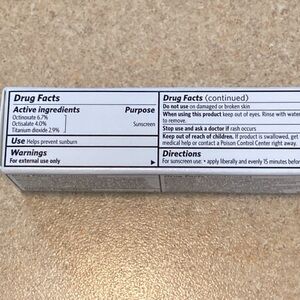 Drug Facts
Active ingredients Purpose
Octinoxate 6.7%
Octisalate 4.0%
Titanium dioxide 2.9%
Sunscreen
Use Helps prevent sunburn
Warnings
For external use only
Drug Facts (continued)
Do not use on damaged or broken skin
When using this product keep out of eyes. Rinse with water
to remove.
Stop use and ask a doctor if rash occurs
Keep out of reach of children. If product is swallowed, get
medical help or contact a Poison Control Center right away.
Directions
For sunscreen use: • apply liberally and evenly 15 minutes before